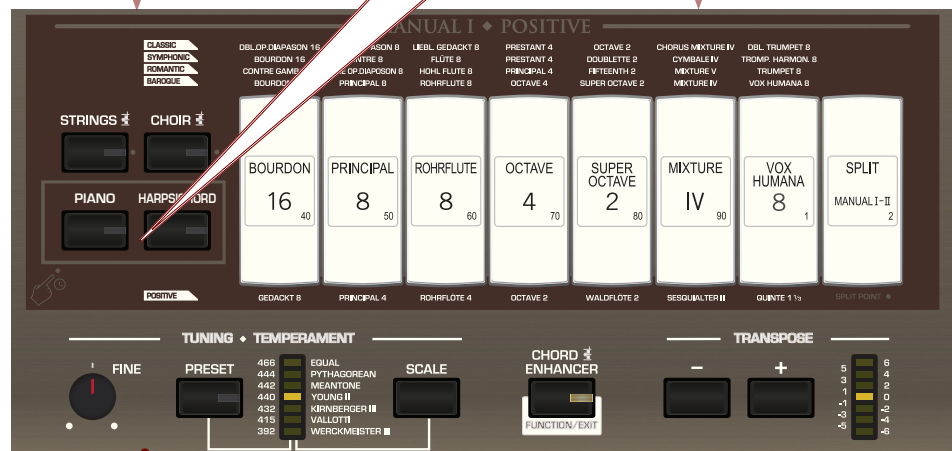 MANUAL I ◆ POSITIVE
CLASSIC DBL.OP.DIAPASON 16 DIAPASON 8 LIEBL. GEDACKT 8 PRESTANT 4 OCTAVE 2 CHORUS MIXTURE IV DBL. TRUMPET 8
SYMPHONIC BOURDON 16 MONTRE 8 FLÛTE 8 PRESTANT 4 DOUBLETTE 2 CYMBALE IV TROMP. HARMON. 8
ROMANTIC CONTRE GAMBA OP.DIAPOSON 8 HOHL FLUTE 8 PRINCIPAL 4 FIFTEENTH 2 MIXTURE V TRUMPET 8
BAROQUE BOURDON PRINCIPAL 8 ROHRFLUTE 8 OCTAVE 4 SUPER OCTAVE 2 MIXTURE IV VOX HUMANA 8
STRINGS CHOIR
BOURDON PRINCIPAL ROHRFLUTE OCTAVE SUPER OCTAVE MIXTURE VOX HUMANA SPLIT
16 8 8 4 2 IV 8 MANUAL I-II
40 50 60 70 80 90 1 2
PIANO HARPSICHORD
POSITIVE GEDACKT 8 PRINCIPAL 4 ROHRFLÖTE 4 OCTAVE 2 WALDFLÖTE 2 SESQUIALTER II QUINTE 1 1/3 SPLIT POINT
TUNING ◆ TEMPERAMENT TRANSPOSE
FINE PRESET SCALE CHORD ENHANCER − +
466 EQUAL
444 PYTHAGOREAN
442 MEANTONE
440 YOUNG II
432 KIRNBERGER III
415 VALLOTTI
392 WERCKMEISTER III
FUNCTION/EXIT
6
5
4
3
2
1
0
-1
-2
-3
-4
-5
-6